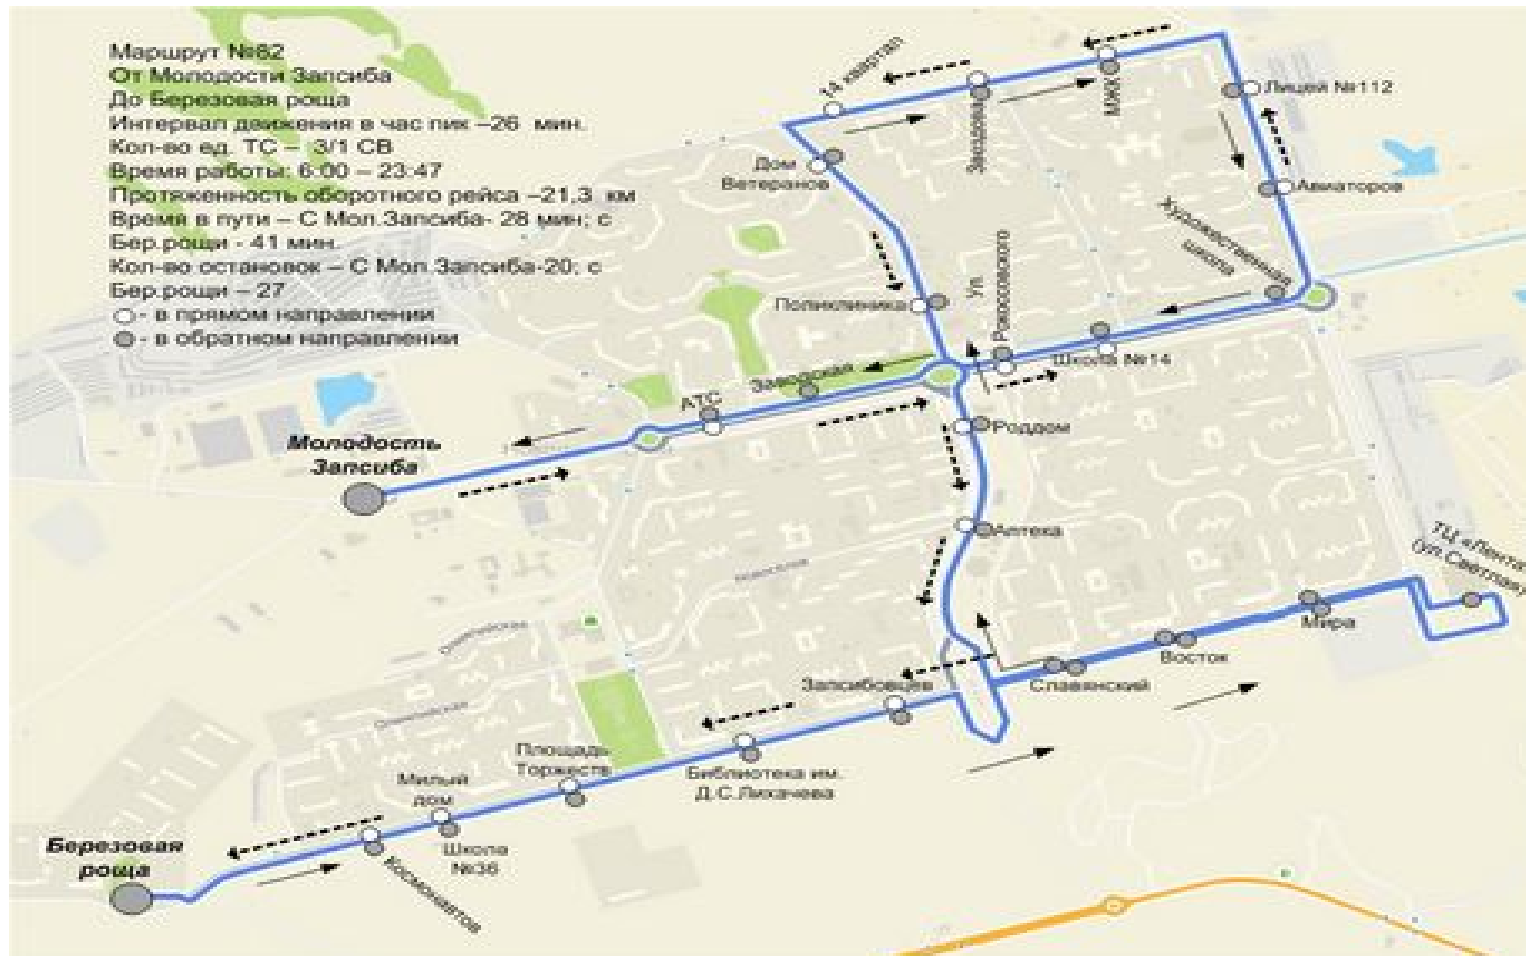 Маршрут №62
От Молодости Запсиба
До Березовая роща
Интервал движения в час пик –26 мин.
Кол-во ед. ТС – 3/1 СВ
Время работы: 6:00 – 23:47
Протяженность оборотного рейса –21,3 км
Время в пути – С Мол.Запсиба- 28 мин; с
Бер.рощи - 41 мин.
Кол-во остановок – С Мол.Запсиба-20; с
Бер.рощи – 27
- в прямом направлении
- в обратном направлении
14 квартал
Звездова
МЖК
Лицей №112
Дом
Ветеранов
Авиаторов
Художественная
школа
Поликлиника
Ул.
Рокоссовского
Школа №14
Заводская
АТС
Молодость
Запсиба
Роддом
Аптека
ТЦ «Лента»
(ул.Светлая)
Мира
Восток
Славянский
Запсибовцев
Библиотека им.
Д.С.Лихачева
Площадь
Торжеств
Милый
дом
Школа
№36
Космонавтов
Березовая
роща